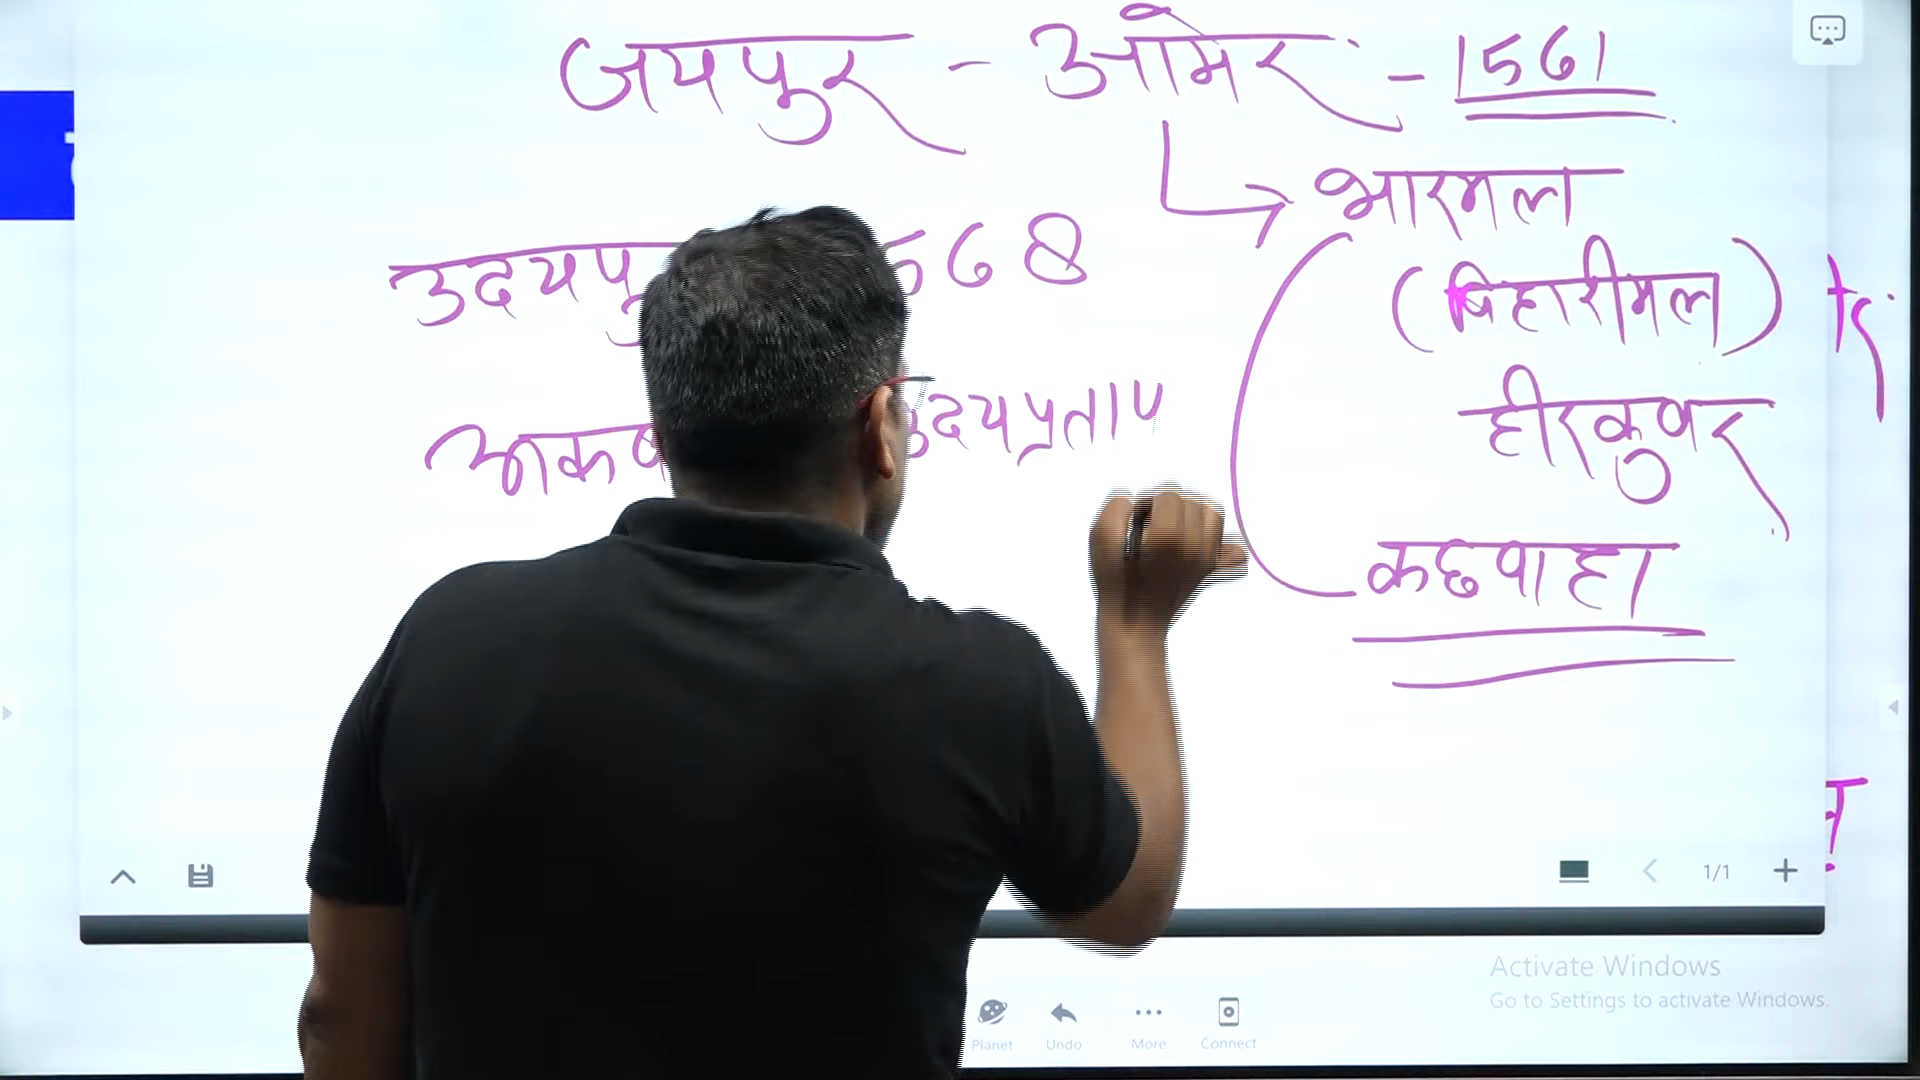 जयपुर - आमेर - 1561
भारमल
(बिहारीमल)
568
हीरकुवर
उदयप्रताप
कछवाहा
1/1
Activate Windows
Go to Settings to activate Windows.
Planet Undo More Connect